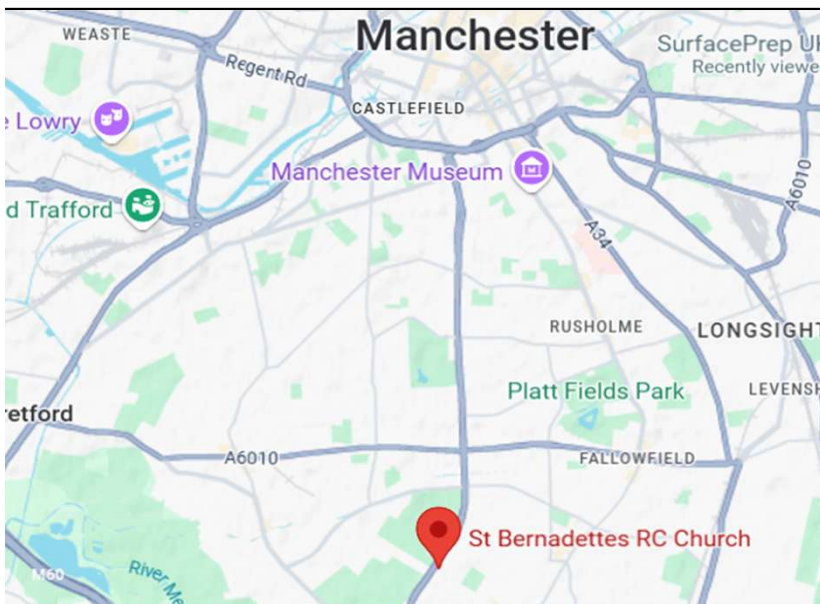 Manchester
WEASTE
SurfacePrep UK
Recently viewe
Regent Rd
CASTLEFIELD
e Lowry
Manchester Museum
A6010
d Trafford
A34
RUSHOLME
LONGSIGHT
Platt Fields Park
LEVENSH
retford
A6010
FALLOWFIELD
St Bernadettes RC Church
M60
River Me